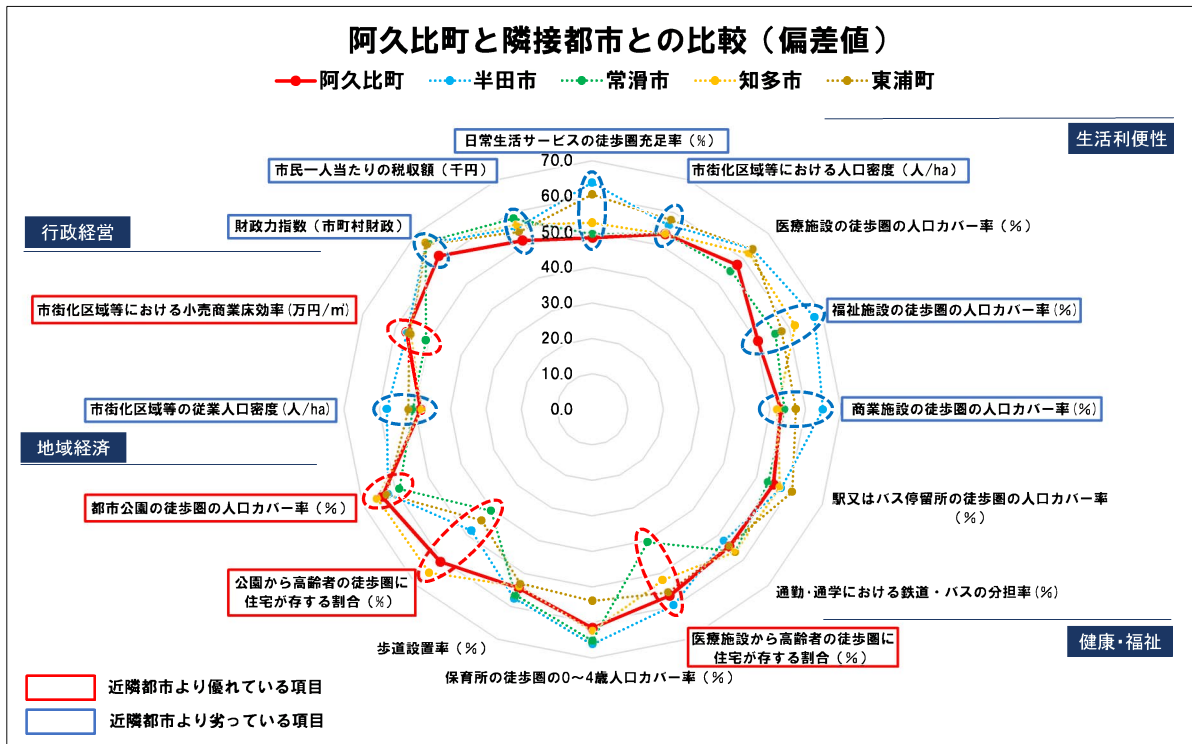 阿久比町と隣接都市との比較（偏差値）
阿久比町 半田市 常滑市 知多市 東浦町
生活利便性
日常生活サービスの徒歩圏充足率（%）
市民一人当たりの税収額（千円）
市街化区域等における人口密度（人/ha）
行政経営
財政力指数（市町村財政）
医療施設の徒歩圏の人口カバー率（%）
市街化区域等における小売商業床効率(万円/㎡)
福祉施設の徒歩圏の人口カバー率(%)
市街化区域等の従業人口密度(人/ha)
商業施設の徒歩圏の人口カバー率(%)
70.0
60.0
50.0
40.0
30.0
20.0
10.0
0.0
地域経済
都市公園の徒歩圏の人口カバー率（%）
駅又はバス停留所の徒歩圏の人口カバー率
（%）
公園から高齢者の徒歩圏に
住宅が存する割合（%）
通勤･通学における鉄道・バスの分担率(%)
歩道設置率（%）
医療施設から高齢者の徒歩圏に
住宅が存する割合（%）
健康･福祉
保育所の徒歩圏の0～4歳人口カバー率（%）
近隣都市より優れている項目
近隣都市より劣っている項目